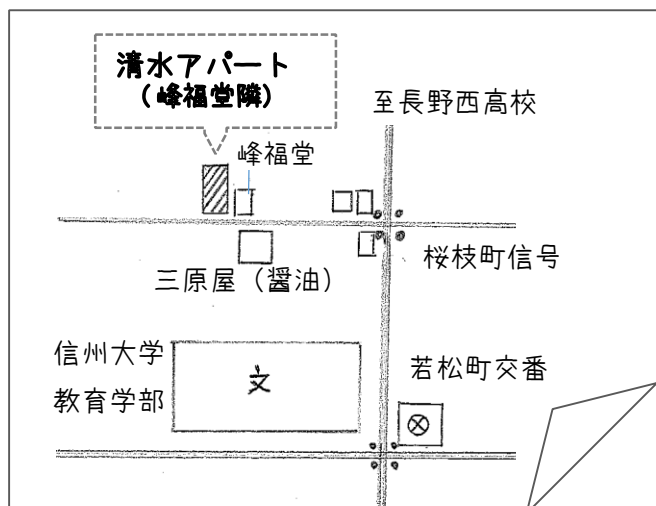 清水アパート
(峰福堂隣)
至長野西高校
峰福堂
桜枝町信号
三原屋(醤油)
信州大学
教育学部
文
若松町交番